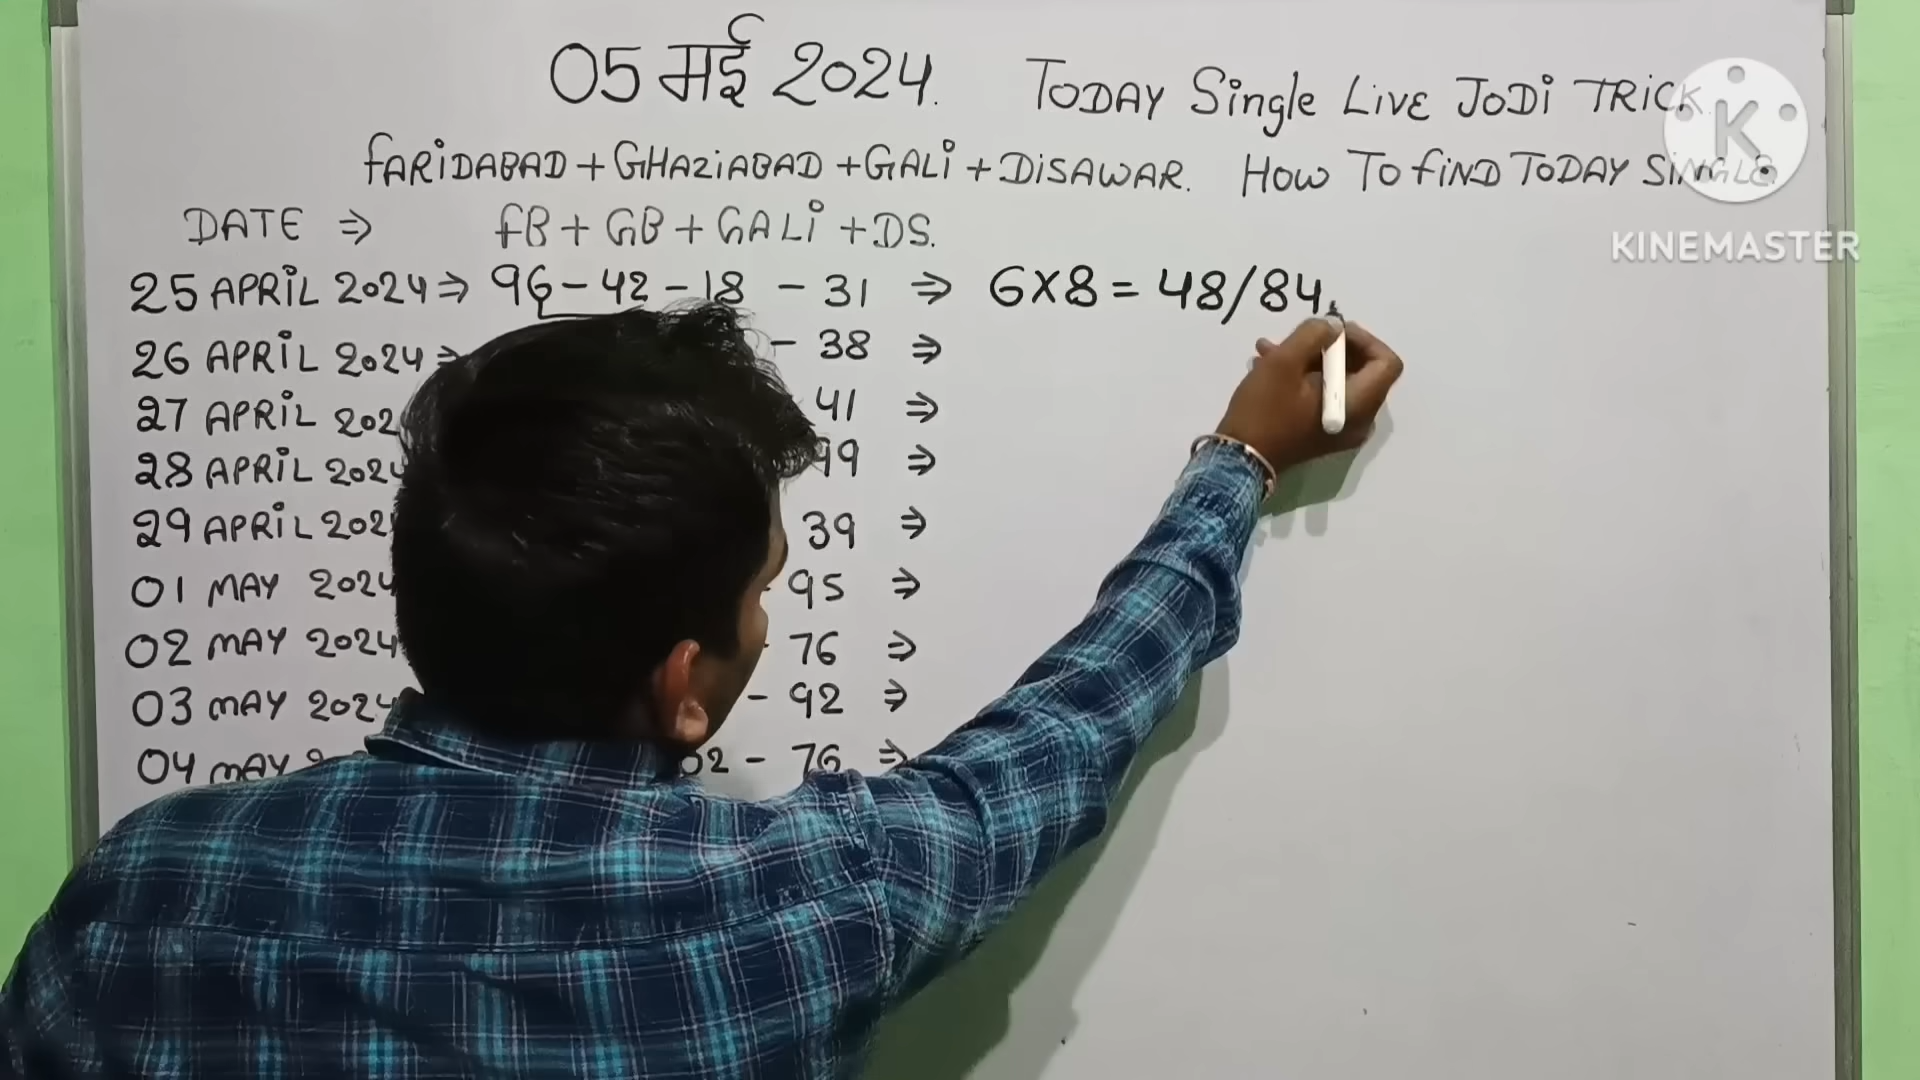 05 मई 2024. TODAY Single LivE JODi TRiCK
fARiDABAD + GHAZiABAD + GALi + DiSAWAR. HOW TO fiND TODAY SiNGLE
DATE ⇒ fB + GB + GALi + DS.
25 APRiL 2024 ⇒ 96 - 42 - 18 - 31 ⇒ 6X8 = 48/84
26 APRiL 2024 ⇒ - 38 ⇒
27 APRiL 202 41 ⇒
28 APRiL 2024 99 ⇒
29 APRiL 202 39 ⇒
01 MAY 2024 95 ⇒
02 MAY 2024 76 ⇒
03 MAY 2024 - 92 ⇒
04 MAY 02 - 76 ⇒
K
KINEMASTER